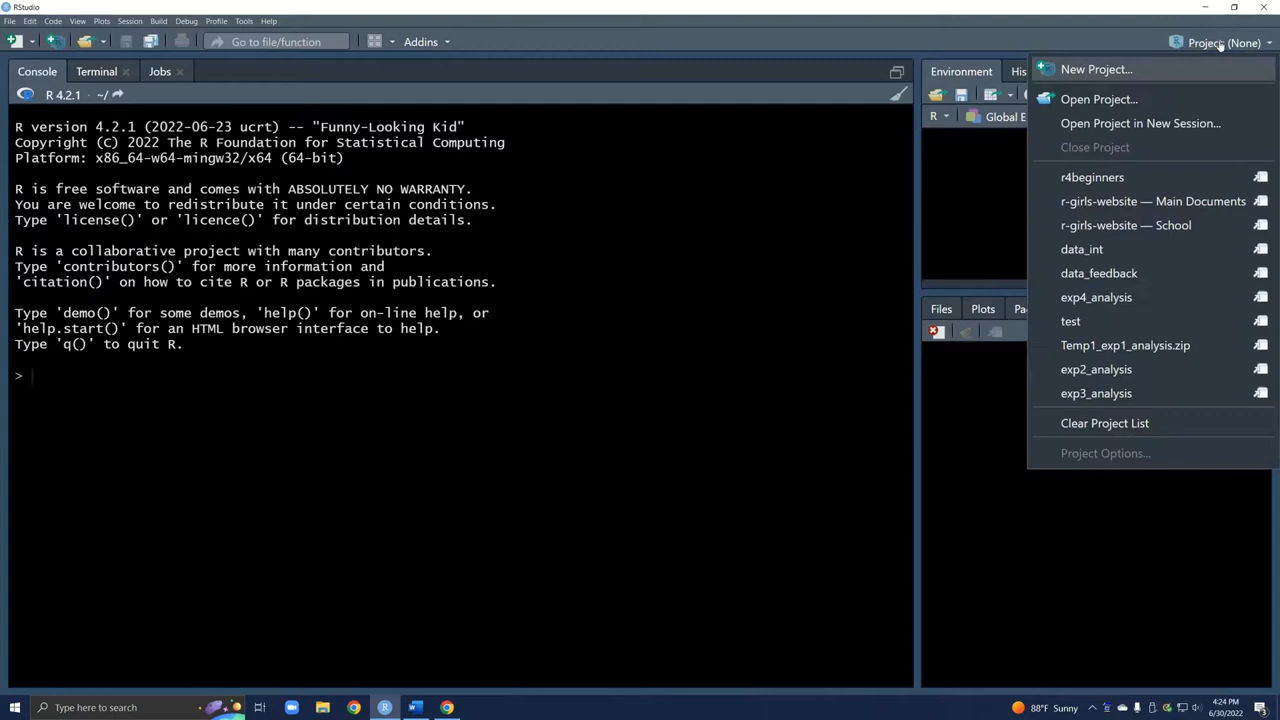 RStudio
File Edit Code View Plots Session Build Debug Profile Tools Help
Go to file/function Addins Project: (None)
Console Terminal Jobs
R 4.2.1 · ~/
R version 4.2.1 (2022-06-23 ucrt) -- "Funny-Looking Kid"
Copyright (C) 2022 The R Foundation for Statistical Computing
Platform: x86_64-w64-mingw32/x64 (64-bit)
R is free software and comes with ABSOLUTELY NO WARRANTY.
You are welcome to redistribute it under certain conditions.
Type 'license()' or 'licence()' for distribution details.
R is a collaborative project with many contributors.
Type 'contributors()' for more information and
'citation()' on how to cite R or R packages in publications.
Type 'demo()' for some demos, 'help()' for on-line help, or
'help.start()' for an HTML browser interface to help.
Type 'q()' to quit R.
>
Environment His
R Global E
Files Plots Pa
New Project...
Open Project...
Open Project in New Session...
Close Project
r4beginners
r-girls-website — Main Documents
r-girls-website — School
data_int
data_feedback
exp4_analysis
test
Temp1_exp1_analysis.zip
exp2_analysis
exp3_analysis
Clear Project List
Project Options...
Type here to search
88°F Sunny
4:24 PM
6/30/2022
3